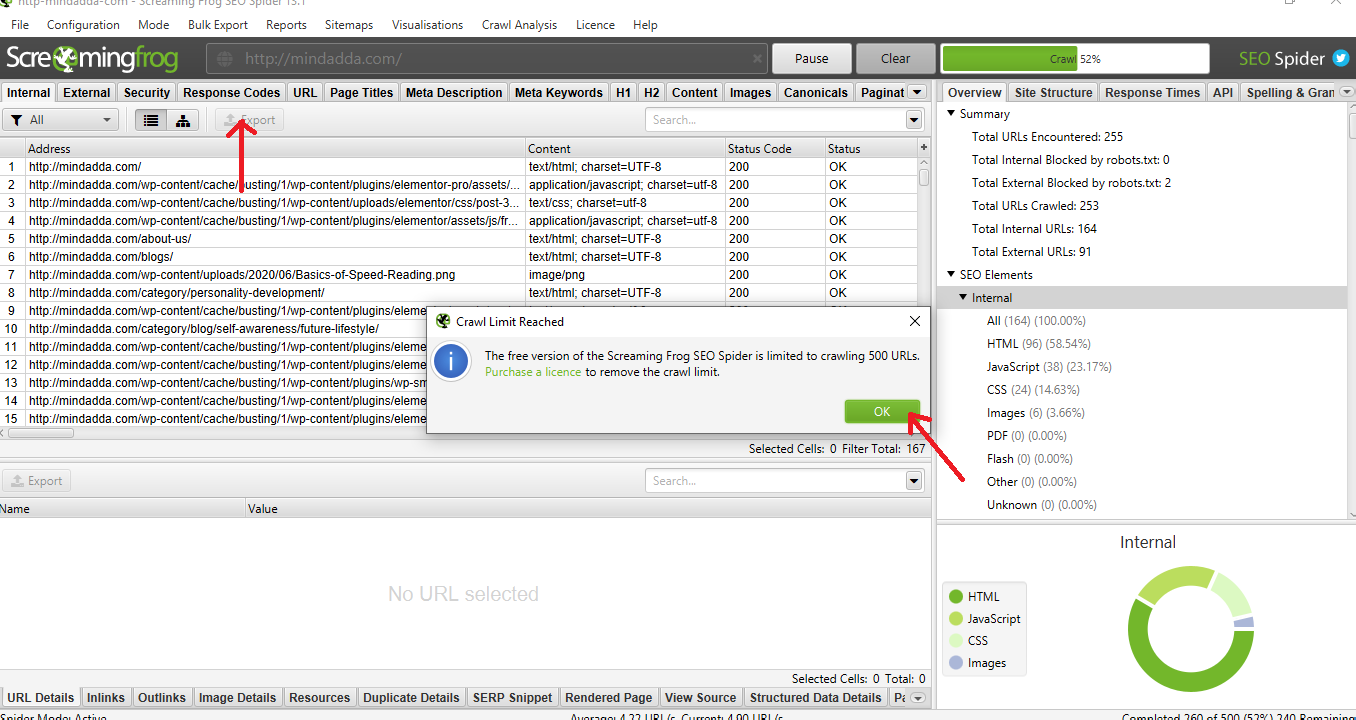 http-mindadda-com - Screaming Frog SEO Spider 15.1
File Configuration Mode Bulk Export Reports Sitemaps Visualisations Crawl Analysis Licence Help
Screamingfrog http://mindadda.com/ Pause Clear Crawl 52% SEO Spider
Internal External Security Response Codes URL Page Titles Meta Description Meta Keywords H1 H2 Content Images Canonicals Paginat
All Export Search...
Address Content Status Code Status
1 http://mindadda.com/ text/html; charset=UTF-8 200 OK
2 http://mindadda.com/wp-content/cache/busting/1/wp-content/plugins/elementor-pro/assets/... application/javascript; charset=utf-8 200 OK
3 http://mindadda.com/wp-content/cache/busting/1/wp-content/uploads/elementor/css/post-3... text/css; charset=utf-8 200 OK
4 http://mindadda.com/wp-content/cache/busting/1/wp-content/plugins/elementor/assets/js/fr... application/javascript; charset=utf-8 200 OK
5 http://mindadda.com/about-us/ text/html; charset=UTF-8 200 OK
6 http://mindadda.com/blogs/ text/html; charset=UTF-8 200 OK
7 http://mindadda.com/wp-content/uploads/2020/06/Basics-of-Speed-Reading.png image/png 200 OK
8 http://mindadda.com/category/personality-development/ text/html; charset=UTF-8 200 OK
9 http://mindadda.com/wp-content/cache/busting/1/wp-content/plugins/eleme
10 http://mindadda.com/category/blog/self-awareness/future-lifestyle/
11 http://mindadda.com/wp-content/cache/busting/1/wp-content/plugins/eleme
12 http://mindadda.com/wp-content/cache/busting/1/wp-content/plugins/eleme
13 http://mindadda.com/wp-content/cache/busting/1/wp-content/plugins/wp-sm
14 http://mindadda.com/wp-content/cache/busting/1/wp-content/plugins/eleme
15 http://mindadda.com/wp-content/cache/busting/1/wp-content/plugins/eleme
Selected Cells: 0 Filter Total: 167
Crawl Limit Reached
The free version of the Screaming Frog SEO Spider is limited to crawling 500 URLs.
Purchase a licence to remove the crawl limit.
OK
Export Search...
Name Value
No URL selected
Selected Cells: 0 Total: 0
URL Details Inlinks Outlinks Image Details Resources Duplicate Details SERP Snippet Rendered Page View Source Structured Data Details Pa
Overview Site Structure Response Times API Spelling & Gran
Summary
Total URLs Encountered: 255
Total Internal Blocked by robots.txt: 0
Total External Blocked by robots.txt: 2
Total URLs Crawled: 253
Total Internal URLs: 164
Total External URLs: 91
SEO Elements
Internal
All (164) (100.00%)
HTML (96) (58.54%)
JavaScript (38) (23.17%)
CSS (24) (14.63%)
Images (6) (3.66%)
PDF (0) (0.00%)
Flash (0) (0.00%)
Other (0) (0.00%)
Unknown (0) (0.00%)
Internal
HTML
JavaScript
CSS
Images
Spider Mode: Active Average: 4.22 URL/s. Current: 4.90 URL/s. Completed 260 of 500 (52%) 240 Remaining